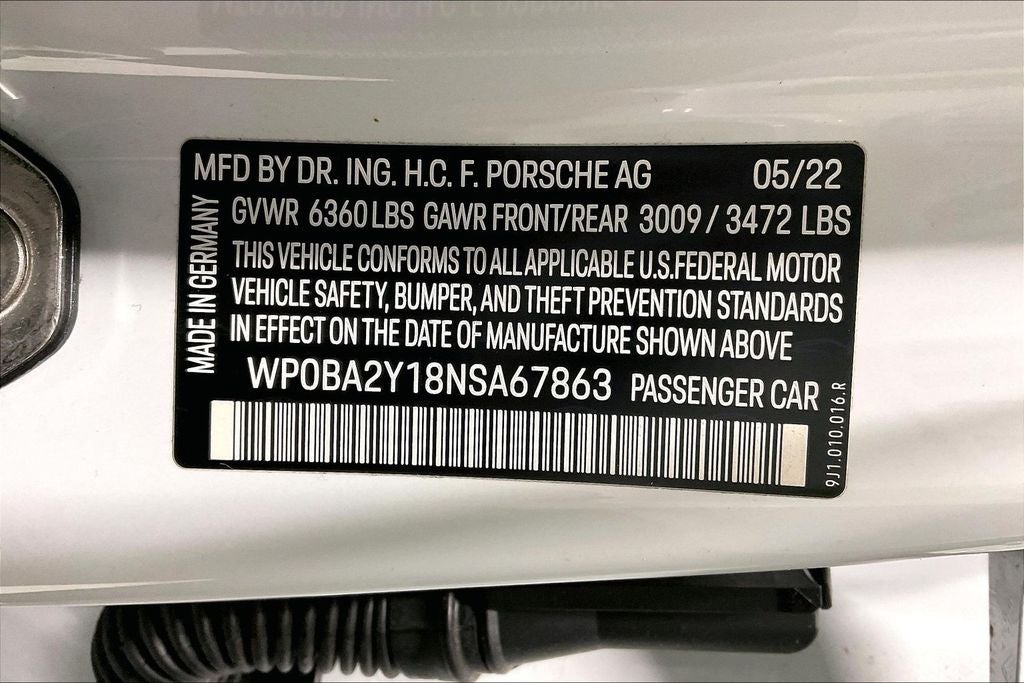 MFD BY DR. ING. H.C. F. PORSCHE AG 05/22
GVWR 6360 LBS GAWR FRONT/REAR 3009 / 3472 LBS
THIS VEHICLE CONFORMS TO ALL APPLICABLE U.S.FEDERAL MOTOR
VEHICLE SAFETY, BUMPER, AND THEFT PREVENTION STANDARDS
IN EFFECT ON THE DATE OF MANUFACTURE SHOWN ABOVE
WP0BA2Y18NSA67863 PASSENGER CAR
MADE IN GERMANY
9J1.010.016.R